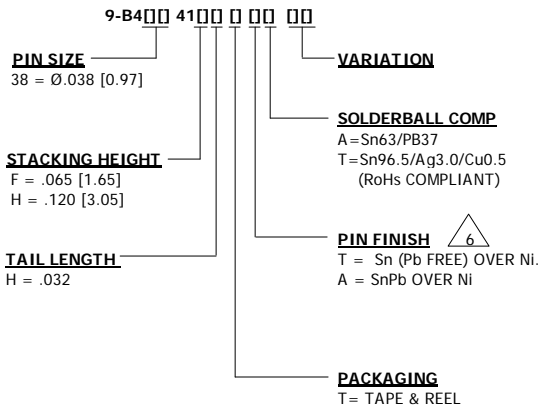 9-B4[][] 41[][] [] [][] [][]
PIN SIZE
38 = Ø.038 [0.97]
STACKING HEIGHT
F = .065 [1.65]
H = .120 [3.05]
TAIL LENGTH
H = .032
VARIATION
SOLDERBALL COMP
A=Sn63/PB37
T=Sn96.5/Ag3.0/Cu0.5
(RoHs COMPLIANT)
PIN FINISH 6
T = Sn (Pb FREE) OVER Ni.
A = SnPb OVER Ni
PACKAGING
T= TAPE & REEL